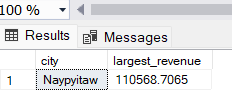 100 %
Results Messages
city largest_revenue
1 Naypyitaw 110568.7065